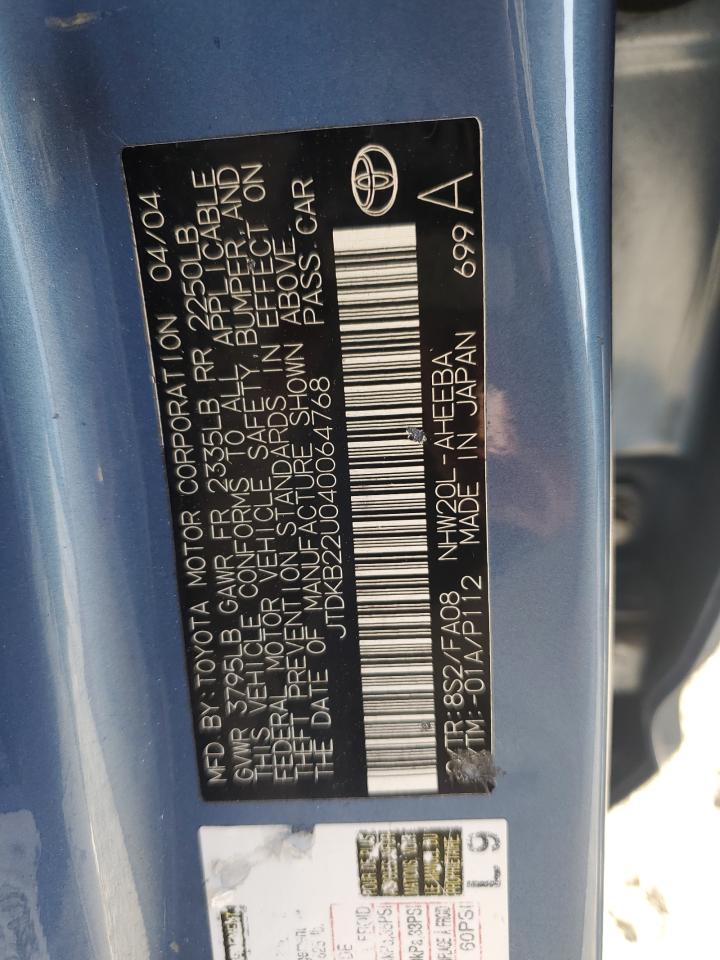 MFD BY: TOYOTA MOTOR CORPORATION 04/04
GVWR 3795LB GAWR FR 2335LB RR 2250LB
THIS VEHICLE CONFORMS TO ALL APPLICABLE
FEDERAL MOTOR VEHICLE SAFETY, BUMPER, AND
THEFT PREVENTION STANDARDS IN EFFECT ON
THE DATE OF MANUFACTURE SHOWN ABOVE.
JTDKB22U040064768 PASS. CAR
/TR: 8S2/FA08 NHW20L-AHEEBA 699 A
/TM: -01A/P112 MADE IN JAPAN
L 9
60PSI